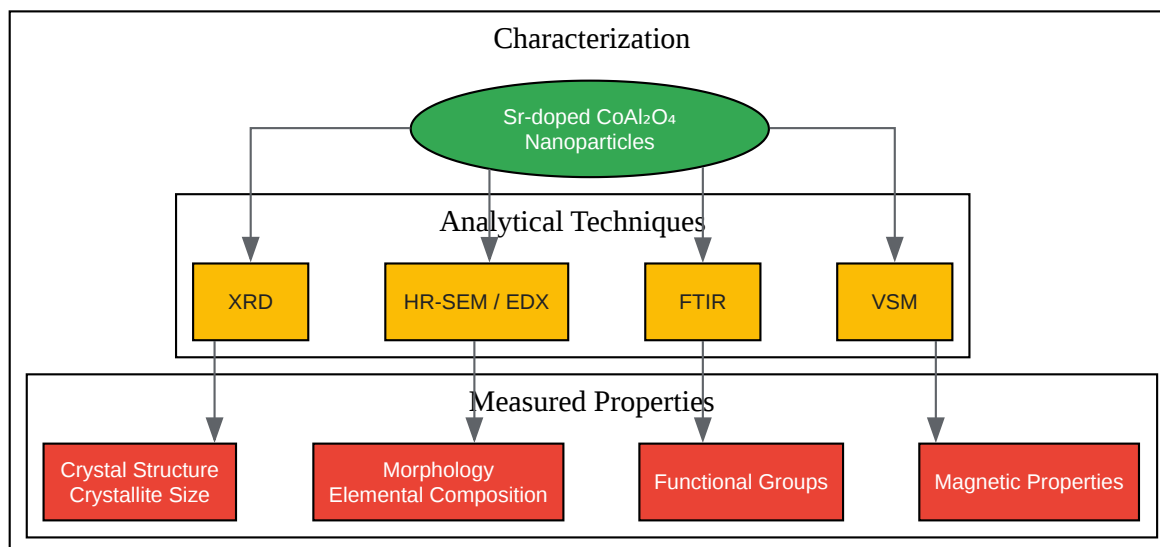 Characterization
Sr-doped CoAl₂O₄
Nanoparticles
Analytical Techniques
XRD
HR-SEM / EDX
FTIR
VSM
Measured Properties
Crystal Structure
Crystallite Size
Morphology
Elemental Composition
Functional Groups
Magnetic Properties